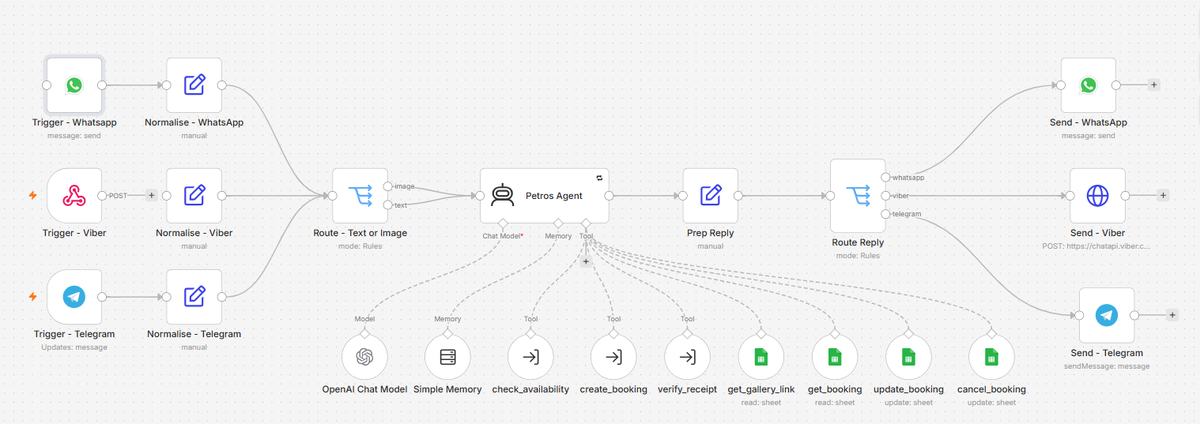 Trigger - Whatsapp
message: send
Normalise - WhatsApp
manual
POST
Trigger - Viber
Normalise - Viber
manual
Trigger - Telegram
Updates: message
Normalise - Telegram
manual
image
text
Route - Text or Image
mode: Rules
Petros Agent
Chat Model*
Memory
Tool
Prep Reply
manual
whatsapp
viber
telegram
Route Reply
mode: Rules
Send - WhatsApp
message: send
Send - Viber
POST: https://chatapi.viber.c...
Send - Telegram
sendMessage: message
Model
Memory
Tool
Tool
Tool
OpenAI Chat Model
Simple Memory
check_availability
create_booking
verify_receipt
get_gallery_link
read: sheet
get_booking
read: sheet
update_booking
update: sheet
cancel_booking
update: sheet